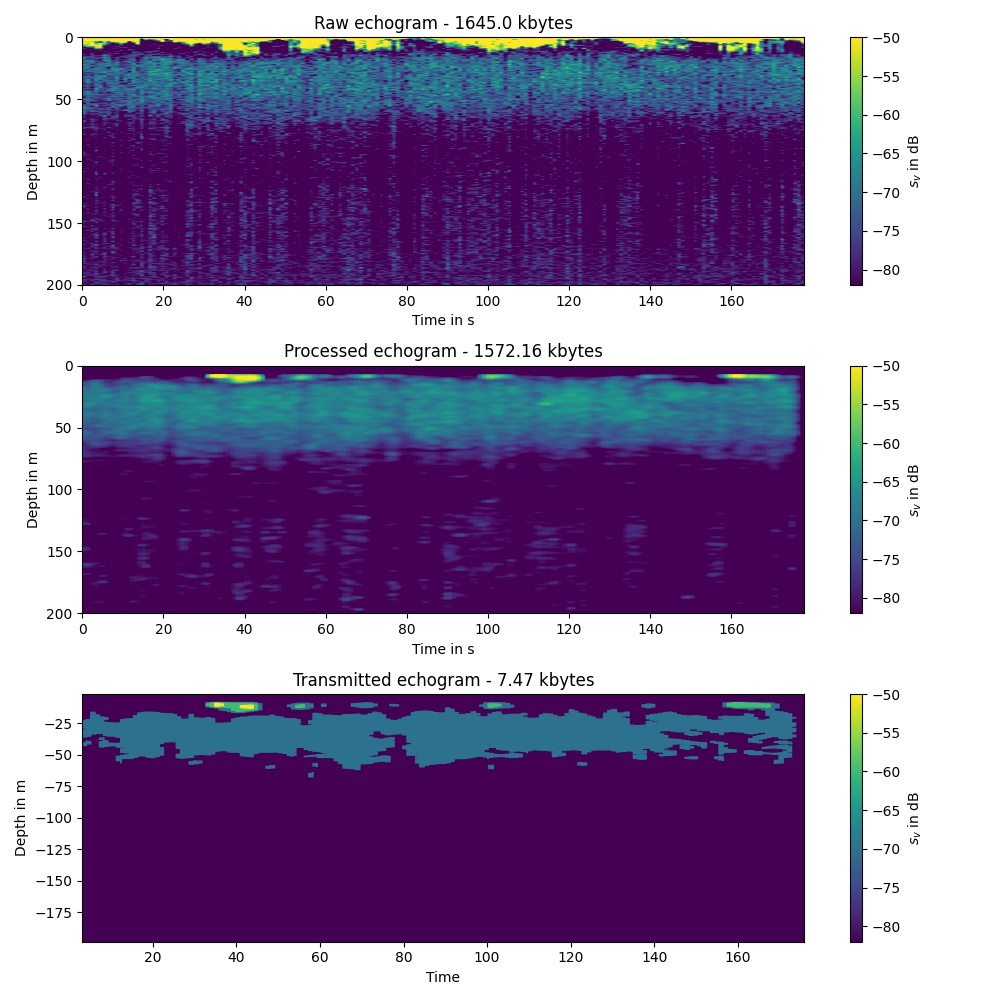 Raw echogram - 1645.0 kbytes
0
50
100
150
200
Depth in m
0 20 40 60 80 100 120 140 160
Time in s
−50
−55
−60
−65
−70
−75
−80
s_v in dB
Processed echogram - 1572.16 kbytes
0
50
100
150
200
Depth in m
0 20 40 60 80 100 120 140 160
Time in s
−50
−55
−60
−65
−70
−75
−80
s_v in dB
Transmitted echogram - 7.47 kbytes
−25
−50
−75
−100
−125
−150
−175
Depth in m
20 40 60 80 100 120 140 160
Time
−50
−55
−60
−65
−70
−75
−80
s_v in dB